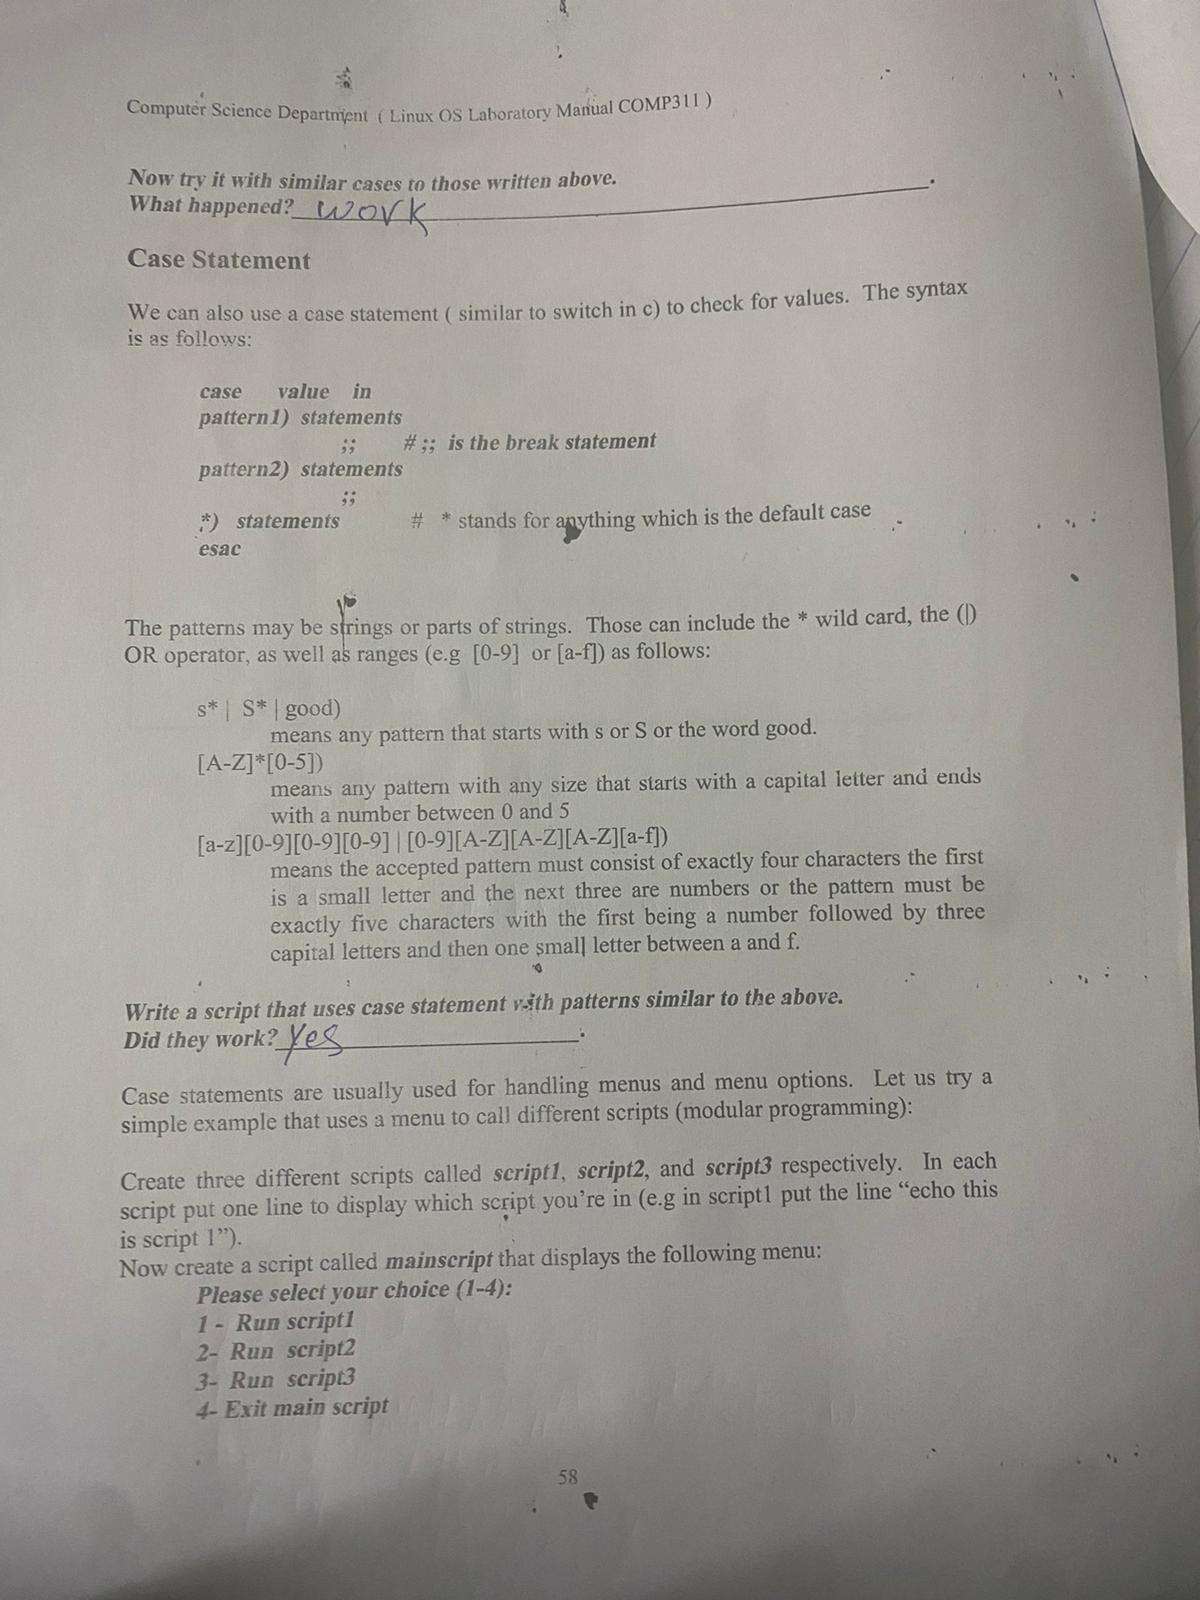 Computer Science Department ( Linux OS Laboratory Manual COMP311 )
Now try it with similar cases to those written above.
What happened? work .
Case Statement
We can also use a case statement ( similar to switch in c) to check for values. The syntax
is as follows:
case value in
pattern1) statements
;; # ;; is the break statement
pattern2) statements
;;
*) statements # * stands for anything which is the default case
esac
The patterns may be strings or parts of strings. Those can include the * wild card, the (|)
OR operator, as well as ranges (e.g [0-9] or [a-f]) as follows:
s* | S* | good)
means any pattern that starts with s or S or the word good.
[A-Z]*[0-5])
means any pattern with any size that starts with a capital letter and ends
with a number between 0 and 5
[a-z][0-9][0-9][0-9] | [0-9][A-Z][A-Z][A-Z][a-f])
means the accepted pattern must consist of exactly four characters the first
is a small letter and the next three are numbers or the pattern must be
exactly five characters with the first being a number followed by three
capital letters and then one small letter between a and f.
Write a script that uses case statement with patterns similar to the above.
Did they work? Yes .
Case statements are usually used for handling menus and menu options. Let us try a
simple example that uses a menu to call different scripts (modular programming):
Create three different scripts called script1, script2, and script3 respectively. In each
script put one line to display which script you're in (e.g in script1 put the line “echo this
is script 1”).
Now create a script called mainscript that displays the following menu:
Please select your choice (1-4):
1 - Run script1
2- Run script2
3- Run script3
4- Exit main script
58